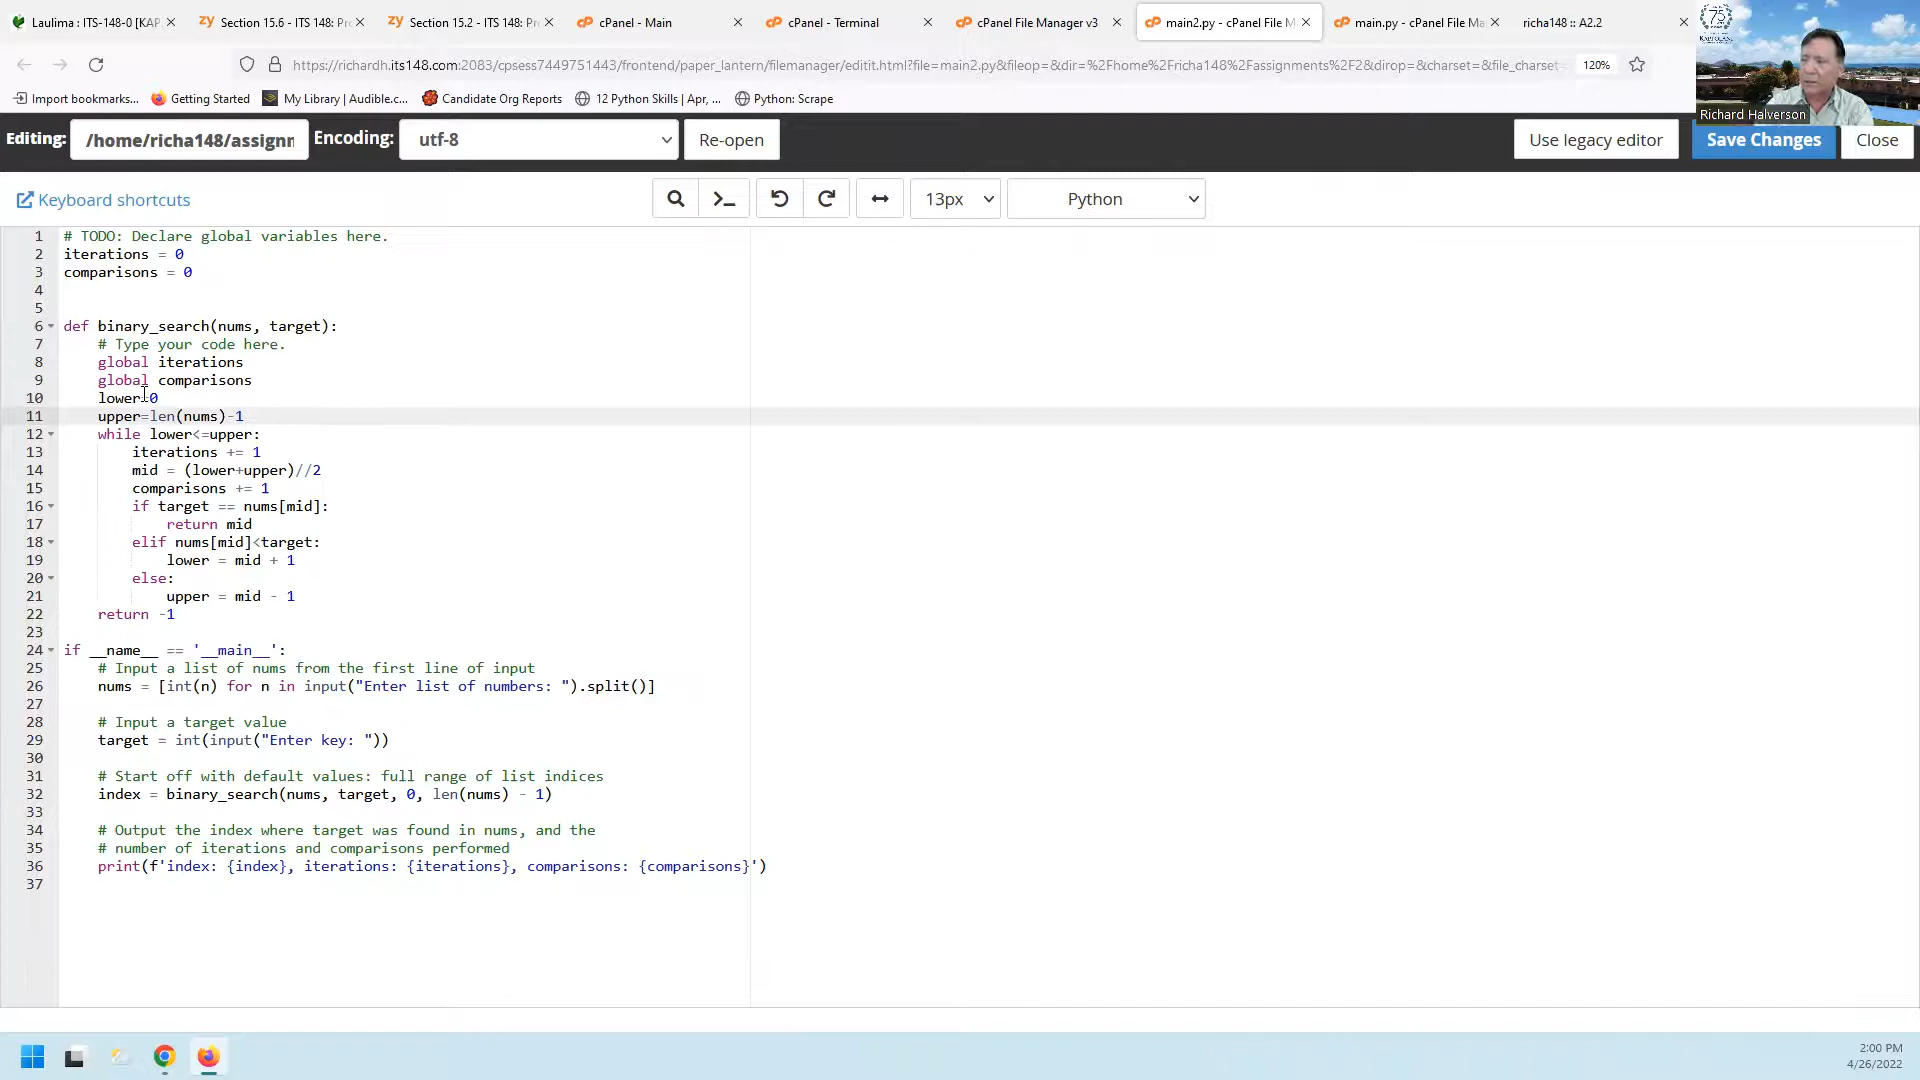 Laulima : ITS-148-0 [KAP
Section 15.6 - ITS 148: Pr
Section 15.2 - ITS 148: Pr
cPanel - Main
cPanel - Terminal
cPanel File Manager v3
main2.py - cPanel File M
main.py - cPanel File Ma
richa148 :: A2.2
https://richardh.its148.com:2083/cpsess7449751443/frontend/paper_lantern/filemanager/editit.html?file=main2.py&fileop=&dir=%2Fhome%2Fricha148%2Fassignments%2F2&dirop=&charset=&file_charset=
120%
Import bookmarks...
Getting Started
My Library | Audible.c...
Candidate Org Reports
12 Python Skills | Apr, ...
Python: Scrape
Richard Halverson
Editing:
/home/richa148/assignm
Encoding:
utf-8
Re-open
Use legacy editor
Save Changes
Close
Keyboard shortcuts
13px
Python
1 # TODO: Declare global variables here.
2 iterations = 0
3 comparisons = 0
4
5
6 def binary_search(nums, target):
7 # Type your code here.
8 global iterations
9 global comparisons
10 lower=0
11 upper=len(nums)-1
12 while lower<=upper:
13 iterations += 1
14 mid = (lower+upper)//2
15 comparisons += 1
16 if target == nums[mid]:
17 return mid
18 elif nums[mid]<target:
19 lower = mid + 1
20 else:
21 upper = mid - 1
22 return -1
23
24 if __name__ == '__main__':
25 # Input a list of nums from the first line of input
26 nums = [int(n) for n in input("Enter list of numbers: ").split()]
27
28 # Input a target value
29 target = int(input("Enter key: "))
30
31 # Start off with default values: full range of list indices
32 index = binary_search(nums, target, 0, len(nums) - 1)
33
34 # Output the index where target was found in nums, and the
35 # number of iterations and comparisons performed
36 print(f'index: {index}, iterations: {iterations}, comparisons: {comparisons}')
37
2:00 PM
4/26/2022